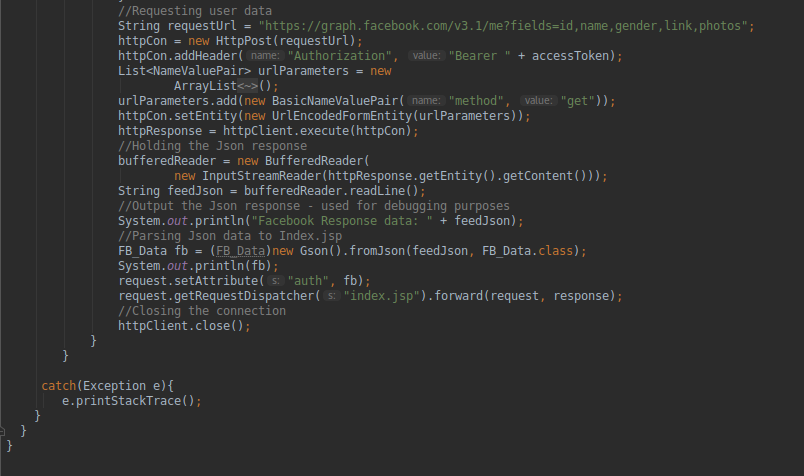 //Requesting user data
String requestUrl = "https://graph.facebook.com/v3.1/me?fields=id,name,gender,link,photos";
httpCon = new HttpPost(requestUrl);
httpCon.addHeader( name: "Authorization", value: "Bearer " + accessToken);
List<NameValuePair> urlParameters = new
ArrayList<~>();
urlParameters.add(new BasicNameValuePair( name: "method", value: "get"));
httpCon.setEntity(new UrlEncodedFormEntity(urlParameters));
httpResponse = httpClient.execute(httpCon);
//Holding the Json response
bufferedReader = new BufferedReader(
new InputStreamReader(httpResponse.getEntity().getContent()));
String feedJson = bufferedReader.readLine();
//Output the Json response - used for debugging purposes
System.out.println("Facebook Response data: " + feedJson);
//Parsing Json data to Index.jsp
FB_Data fb = (FB_Data)new Gson().fromJson(feedJson, FB_Data.class);
System.out.println(fb);
request.setAttribute( s: "auth", fb);
request.getRequestDispatcher( s: "index.jsp").forward(request, response);
//Closing the connection
httpClient.close();
}
}
catch(Exception e){
e.printStackTrace();
}
}
}